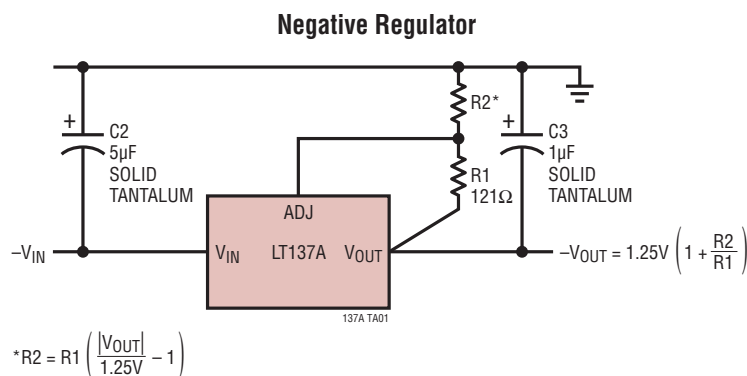 Negative Regulator
R2*
+
C2
5µF
SOLID
TANTALUM
+
C3
1µF
SOLID
TANTALUM
R1
121Ω
ADJ
–VIN
VIN
LT137A
VOUT
–VOUT = 1.25V (1 + R2/R1)
137A TA01
*R2 = R1 (|VOUT|/1.25V – 1)